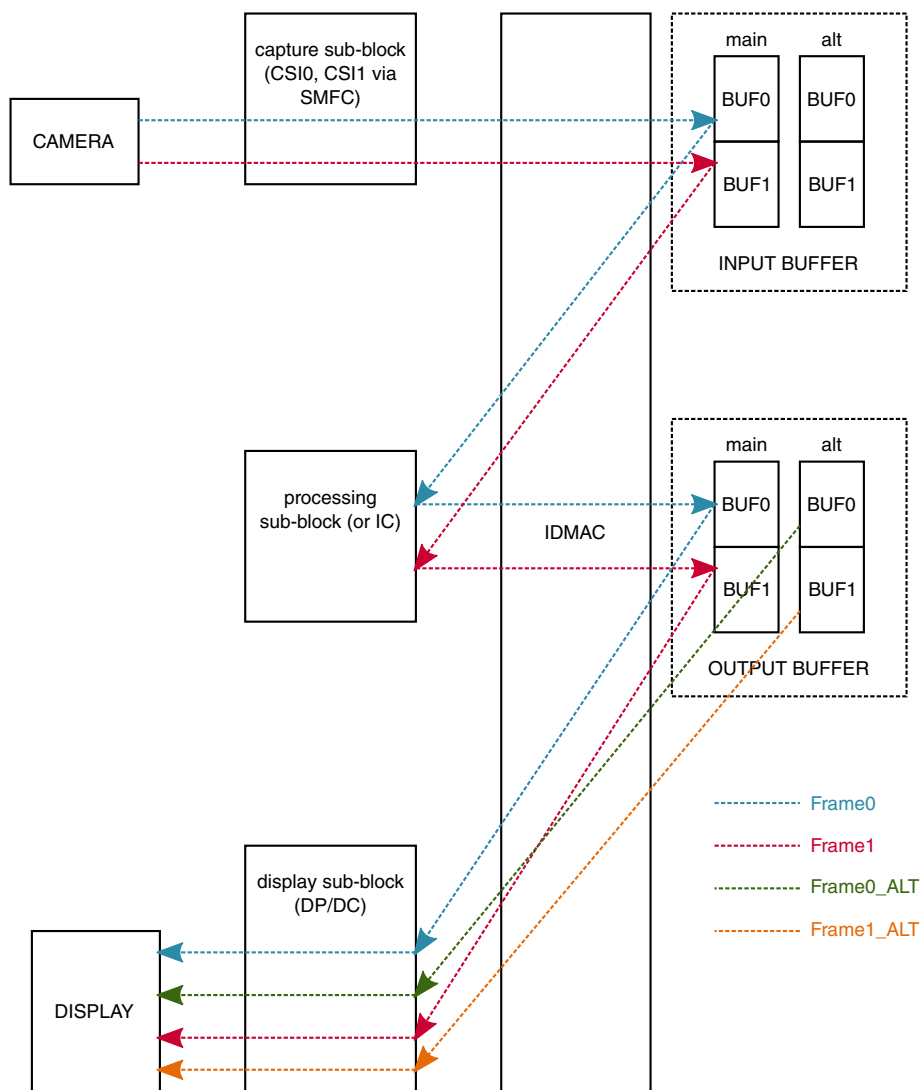 capture sub-block
(CSI0, CSI1 via
SMFC)
CAMERA
main
alt
BUF0
BUF0
BUF1
BUF1
INPUT BUFFER
processing
sub-block (or IC)
IDMAC
main
alt
BUF0
BUF0
BUF1
BUF1
OUTPUT BUFFER
Frame0
Frame1
Frame0_ALT
Frame1_ALT
display sub-block
(DP/DC)
DISPLAY